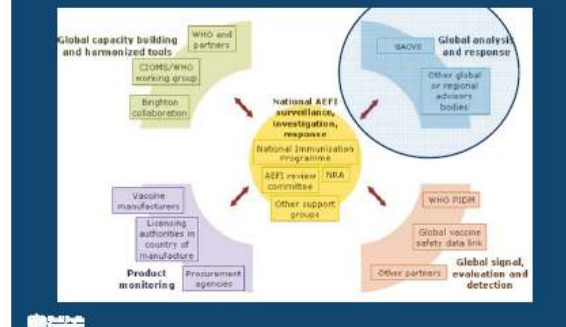 Global capacity building
and harmonized tools
WHO and
partners
CIOMS/WHO
working group
Brighton
collaboration
GACVS
Global analysis
and response
Other global
or regional
advisory
bodies
National AEFI
surveillance,
investigation,
response
National Immunization
Programme
AEFI review
committee
NRA
Other support
groups
Vaccine
manufacturers
Licensing
authorities in
country of
manufacture
Product
monitoring
Procurement
agencies
WHO PIDM
Global vaccine
safety data link
Other partners
Global signal,
evaluation and
detection